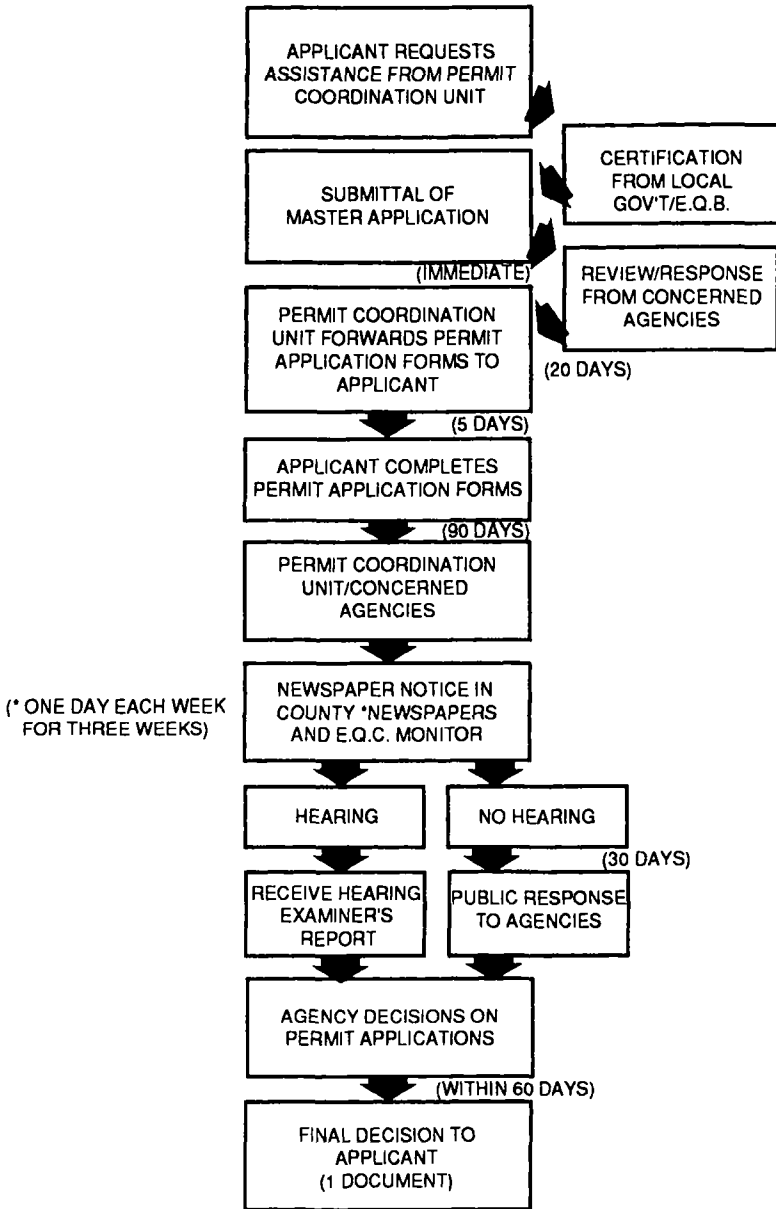 APPLICANT REQUESTS
ASSISTANCE FROM PERMIT
COORDINATION UNIT
CERTIFICATION
FROM LOCAL
GOV'T/E.Q.B.
SUBMITTAL OF
MASTER APPLICATION
(IMMEDIATE)
REVIEW/RESPONSE
FROM CONCERNED
AGENCIES
(20 DAYS)
PERMIT COORDINATION
UNIT FORWARDS PERMIT
APPLICATION FORMS TO
APPLICANT
(5 DAYS)
APPLICANT COMPLETES
PERMIT APPLICATION FORMS
(90 DAYS)
PERMIT COORDINATION
UNIT/CONCERNED
AGENCIES
(* ONE DAY EACH WEEK
FOR THREE WEEKS)
NEWSPAPER NOTICE IN
COUNTY *NEWSPAPERS
AND E.Q.C. MONITOR
HEARING
NO HEARING
(30 DAYS)
RECEIVE HEARING
EXAMINER'S
REPORT
PUBLIC RESPONSE
TO AGENCIES
AGENCY DECISIONS ON
PERMIT APPLICATIONS
(WITHIN 60 DAYS)
FINAL DECISION TO
APPLICANT
(1 DOCUMENT)